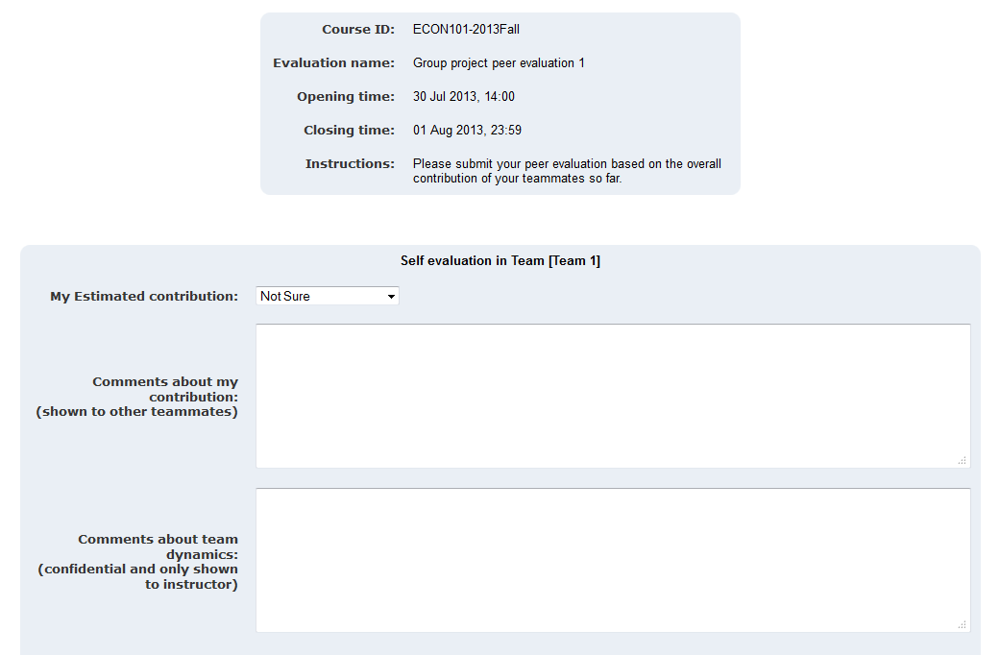 Course ID: ECON101-2013Fall
Evaluation name: Group project peer evaluation 1
Opening time: 30 Jul 2013, 14:00
Closing time: 01 Aug 2013, 23:59
Instructions: Please submit your peer evaluation based on the overall
contribution of your teammates so far.
Self evaluation in Team [Team 1]
My Estimated contribution: Not Sure
Comments about my
contribution:
(shown to other teammates)
Comments about team
dynamics:
(confidential and only shown
to instructor)